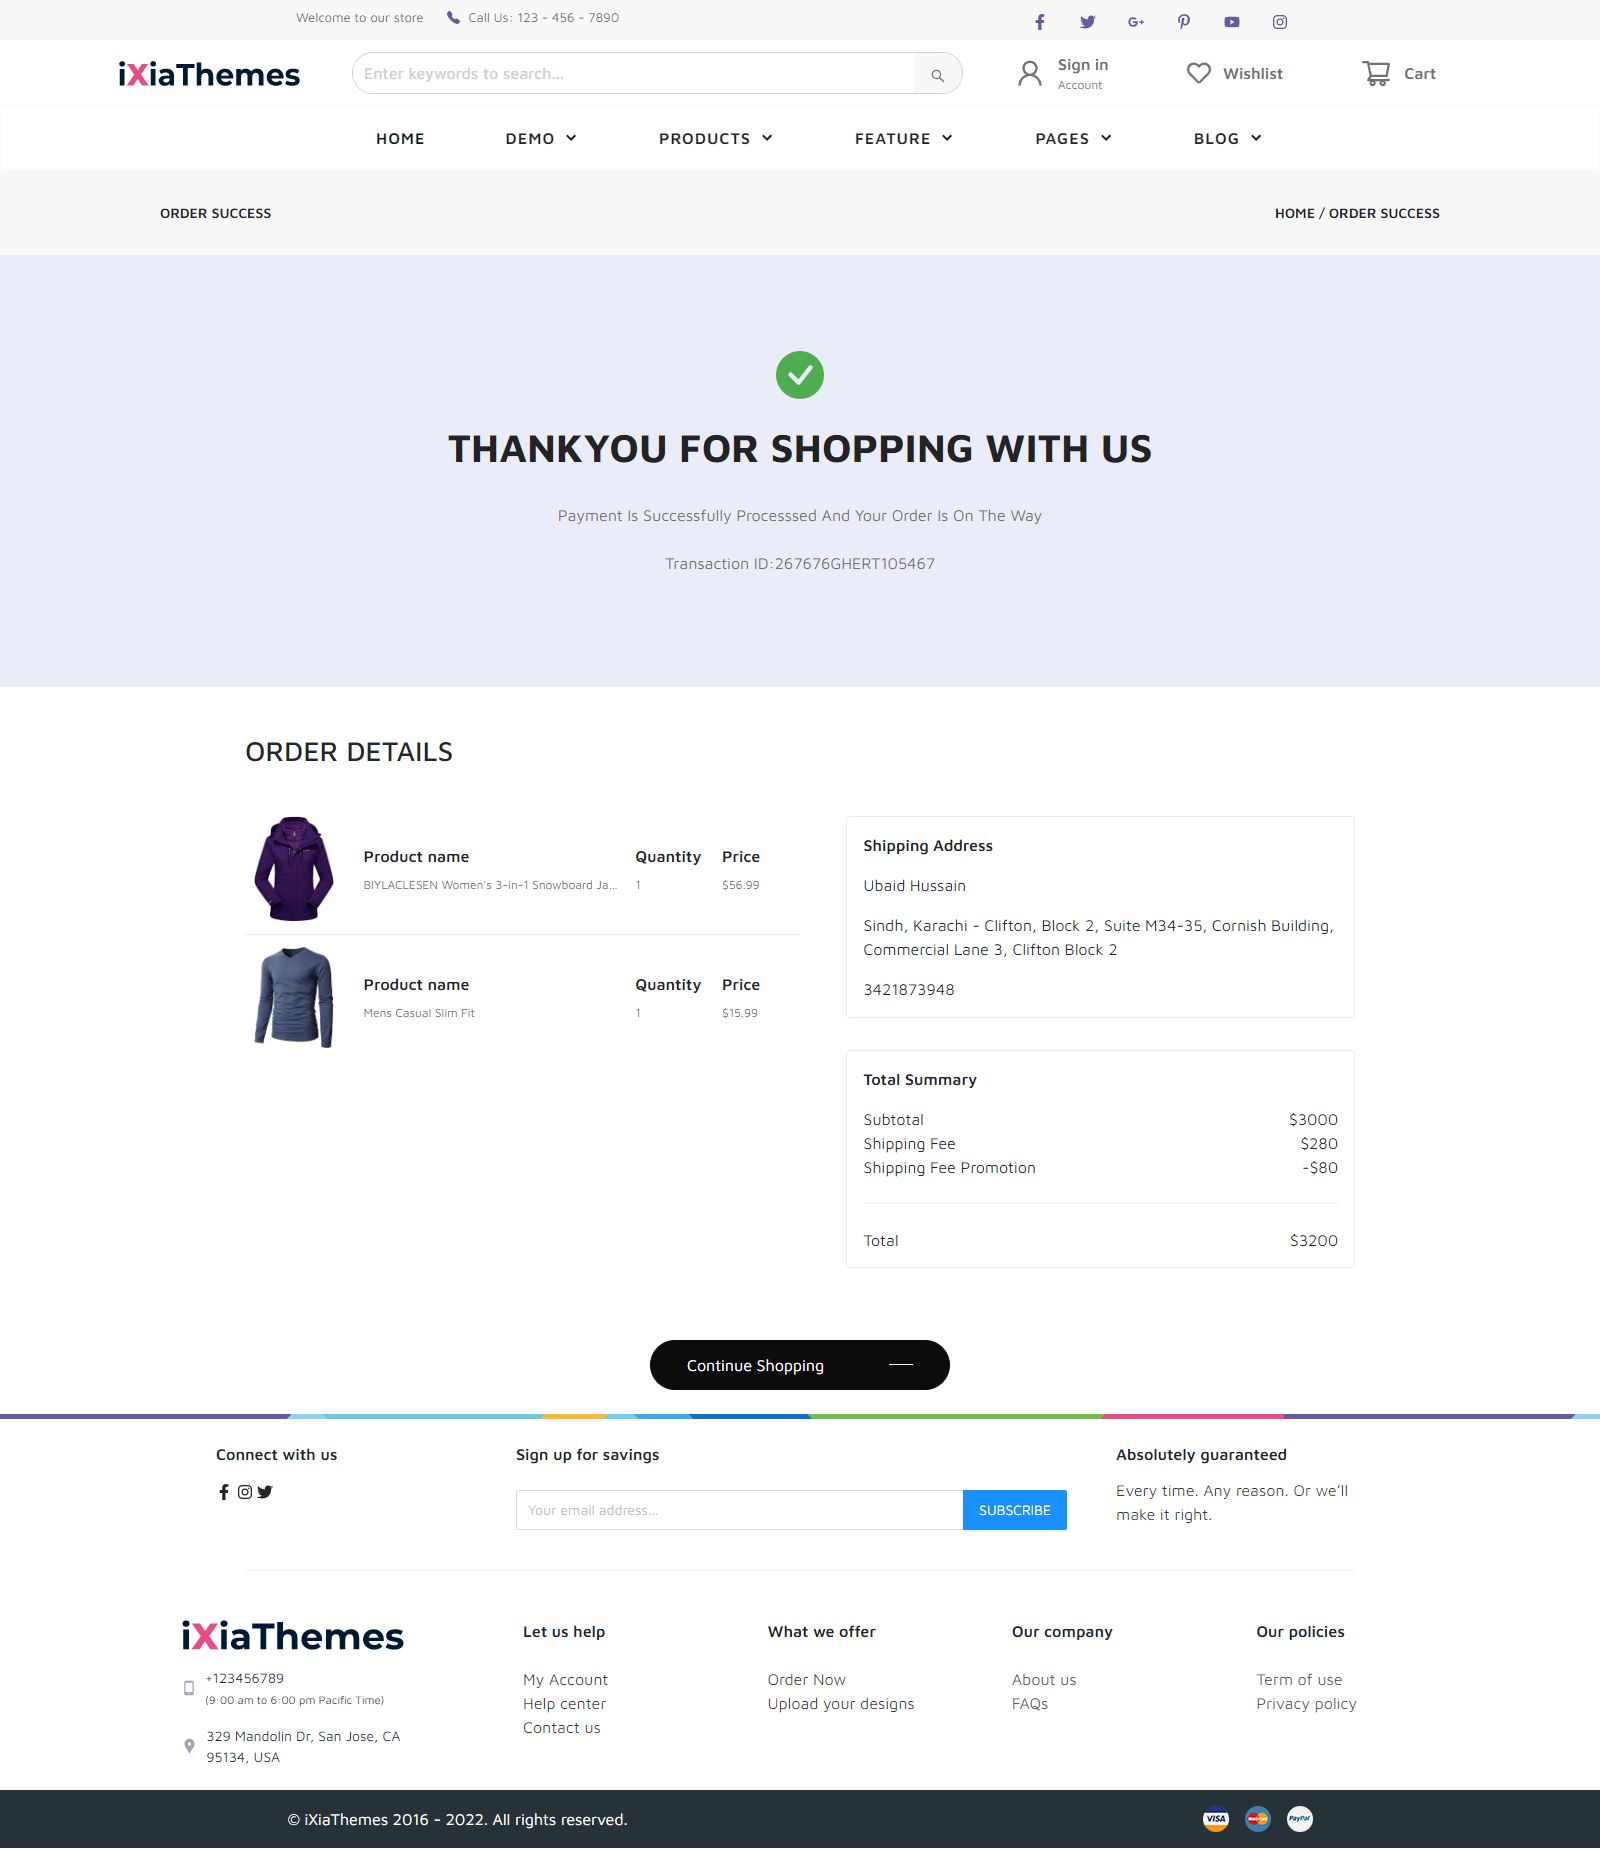 Welcome to our store
Call Us: 123 - 456 - 7890
iXiaThemes
Enter keywords to search...
Sign in
Account
Wishlist
Cart
HOME
DEMO
PRODUCTS
FEATURE
PAGES
BLOG
ORDER SUCCESS
HOME / ORDER SUCCESS
THANKYOU FOR SHOPPING WITH US
Payment Is Successfully Processsed And Your Order Is On The Way
Transaction ID:267676GHERT105467
ORDER DETAILS
Product name Quantity Price
BIYLACLESEN Women's 3-in-1 Snowboard Ja... 1 $56.99
Product name Quantity Price
Mens Casual Slim Fit 1 $15.99
Shipping Address
Ubaid Hussain
Sindh, Karachi - Clifton, Block 2, Suite M34-35, Cornish Building,
Commercial Lane 3, Clifton Block 2
3421873948
Total Summary
Subtotal $3000
Shipping Fee $280
Shipping Fee Promotion -$80
Total $3200
Continue Shopping
Connect with us
Sign up for savings
Your email address...
SUBSCRIBE
Absolutely guaranteed
Every time. Any reason. Or we'll
make it right.
iXiaThemes
+123456789
(9:00 am to 6:00 pm Pacific Time)
329 Mandolin Dr, San Jose, CA
95134, USA
Let us help
My Account
Help center
Contact us
What we offer
Order Now
Upload your designs
Our company
About us
FAQs
Our policies
Term of use
Privacy policy
© iXiaThemes 2016 - 2022. All rights reserved.
VISA
MasterCard
PayPal